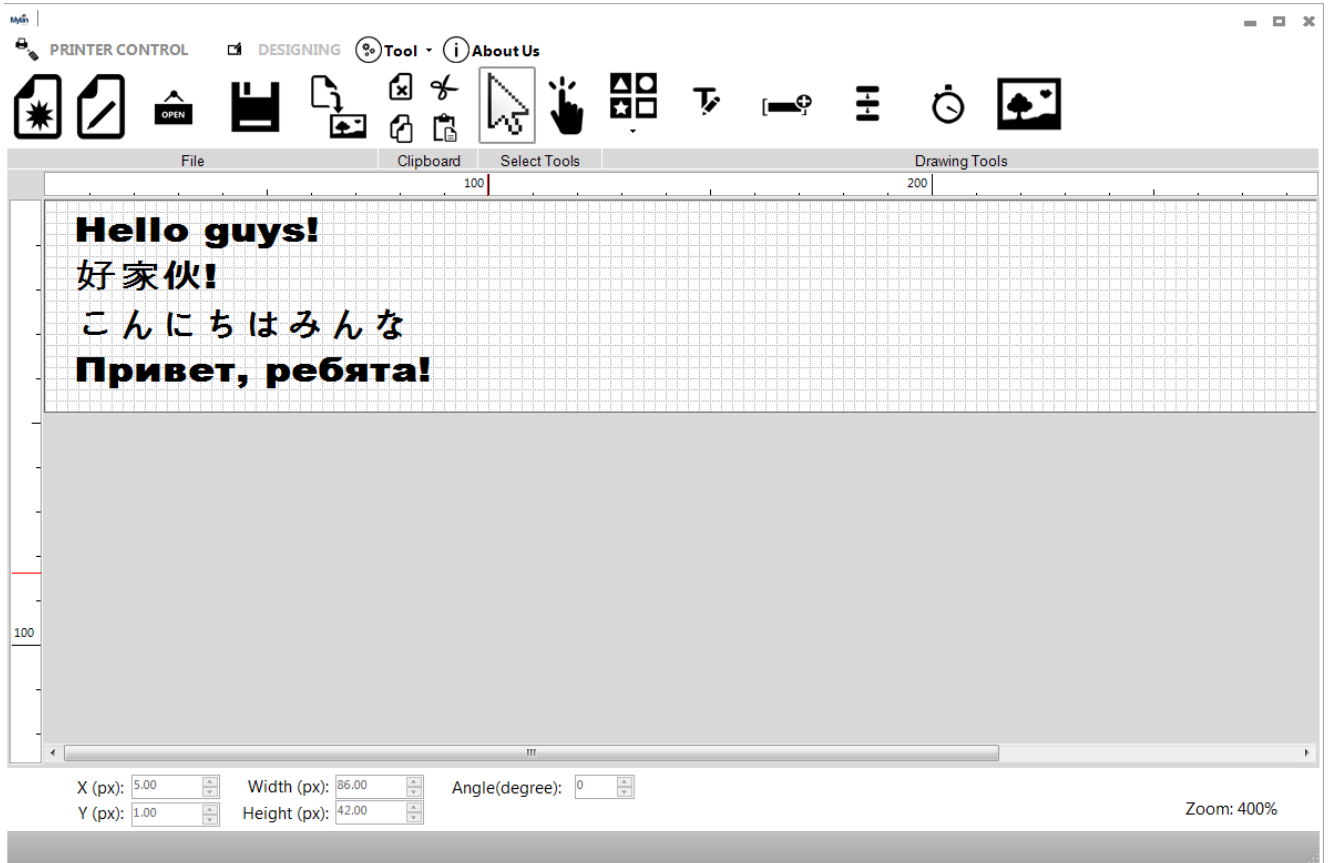 Mylin
PRINTER CONTROL DESIGNING Tool About Us
OPEN
File Clipboard Select Tools Drawing Tools
100 200
Hello guys!
好家伙!
こんにちはみんな
Привет, ребята!
100
X (px): 5.00 Width (px): 86.00 Angle(degree): 0
Y (px): 1.00 Height (px): 42.00
Zoom: 400%